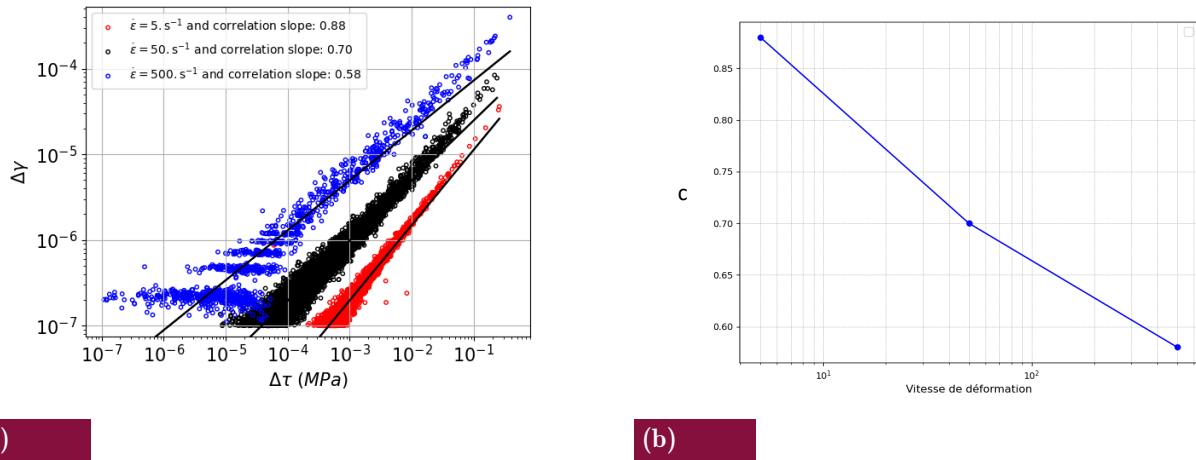 ε̇ = 5. s⁻¹ and correlation slope: 0.88
ε̇ = 50. s⁻¹ and correlation slope: 0.70
ε̇ = 500. s⁻¹ and correlation slope: 0.58
10⁻⁴
10⁻⁵
10⁻⁶
10⁻⁷
Δγ
10⁻⁷ 10⁻⁶ 10⁻⁵ 10⁻⁴ 10⁻³ 10⁻² 10⁻¹
Δτ (MPa)
)
0.85
0.80
0.75
0.70
0.65
0.60
c
10¹ 10²
Vitesse de déformation
(b)